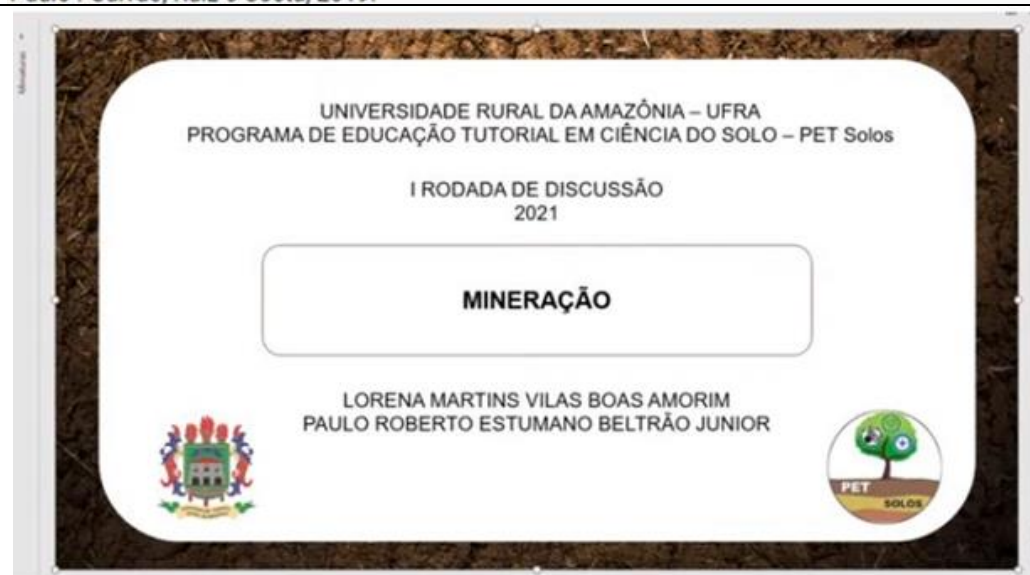 UNIVERSIDADE RURAL DA AMAZÔNIA – UFRA
PROGRAMA DE EDUCAÇÃO TUTORIAL EM CIÊNCIA DO SOLO – PET Solos
I RODADA DE DISCUSSÃO
2021
MINERAÇÃO
LORENA MARTINS VILAS BOAS AMORIM
PAULO ROBERTO ESTUMANO BELTRÃO JUNIOR
PET
SOLOS
Miniaturas